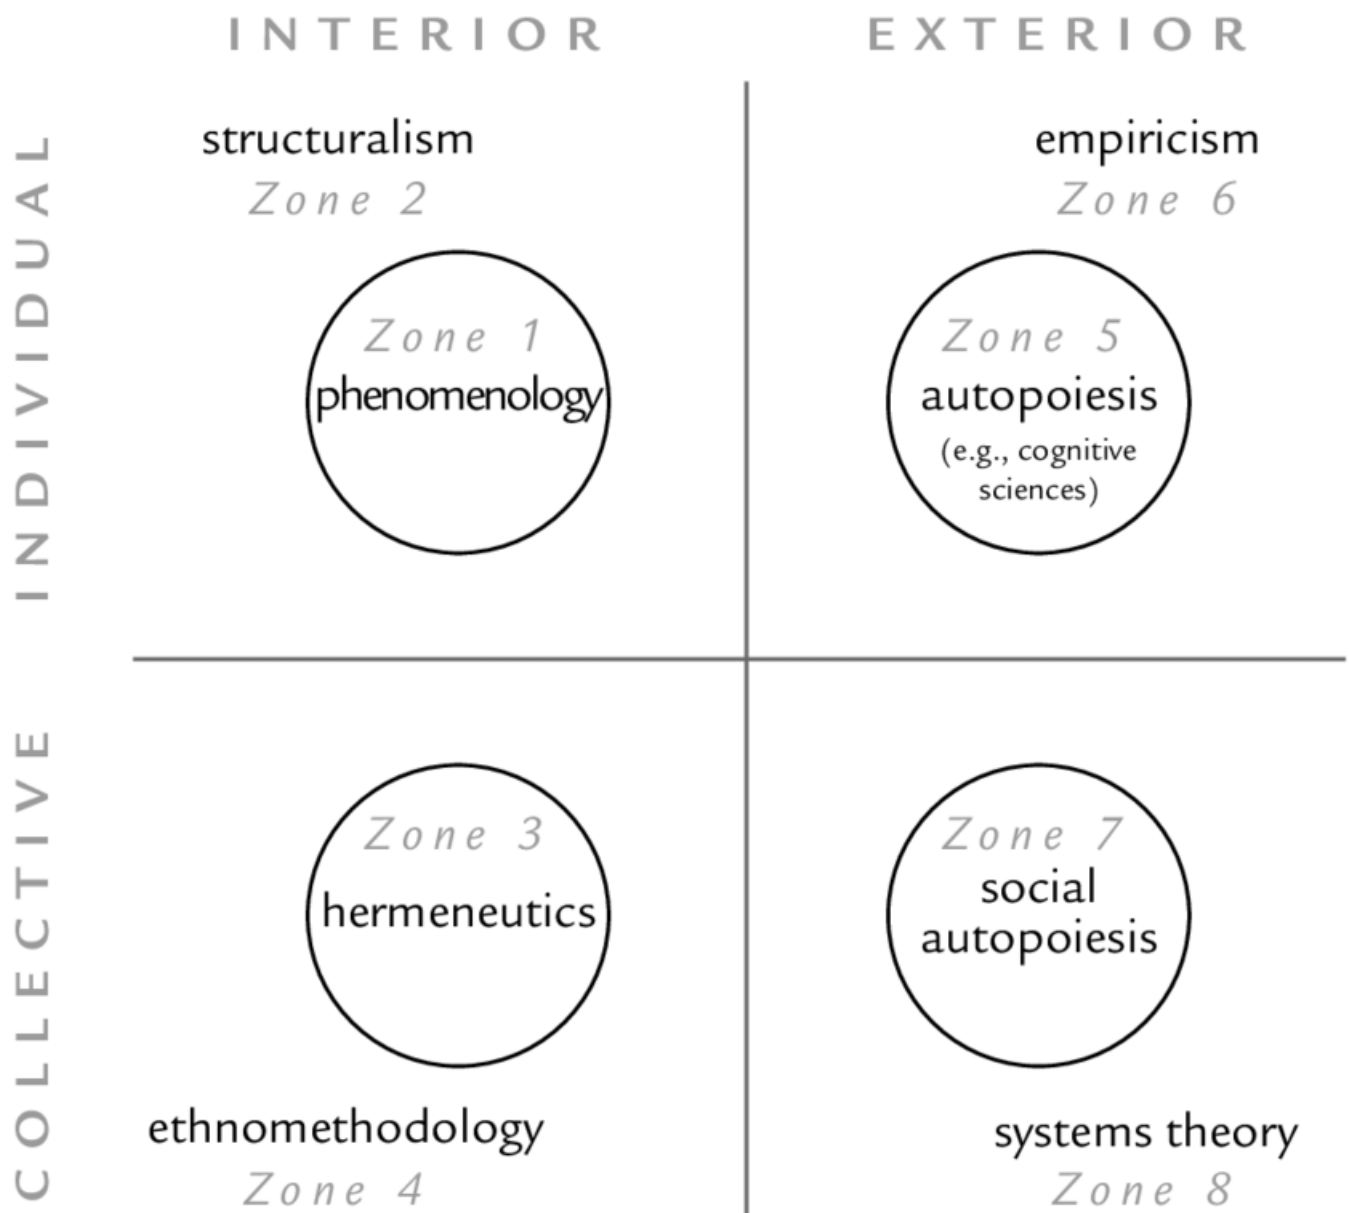 INTERIOR
EXTERIOR
INDIVIDUAL
structuralism
Zone 2
Zone 1
phenomenology
empiricism
Zone 6
Zone 5
autopoiesis
(e.g., cognitive
sciences)
COLLECTIVE
Zone 3
hermeneutics
ethnomethodology
Zone 4
Zone 7
social
autopoiesis
systems theory
Zone 8